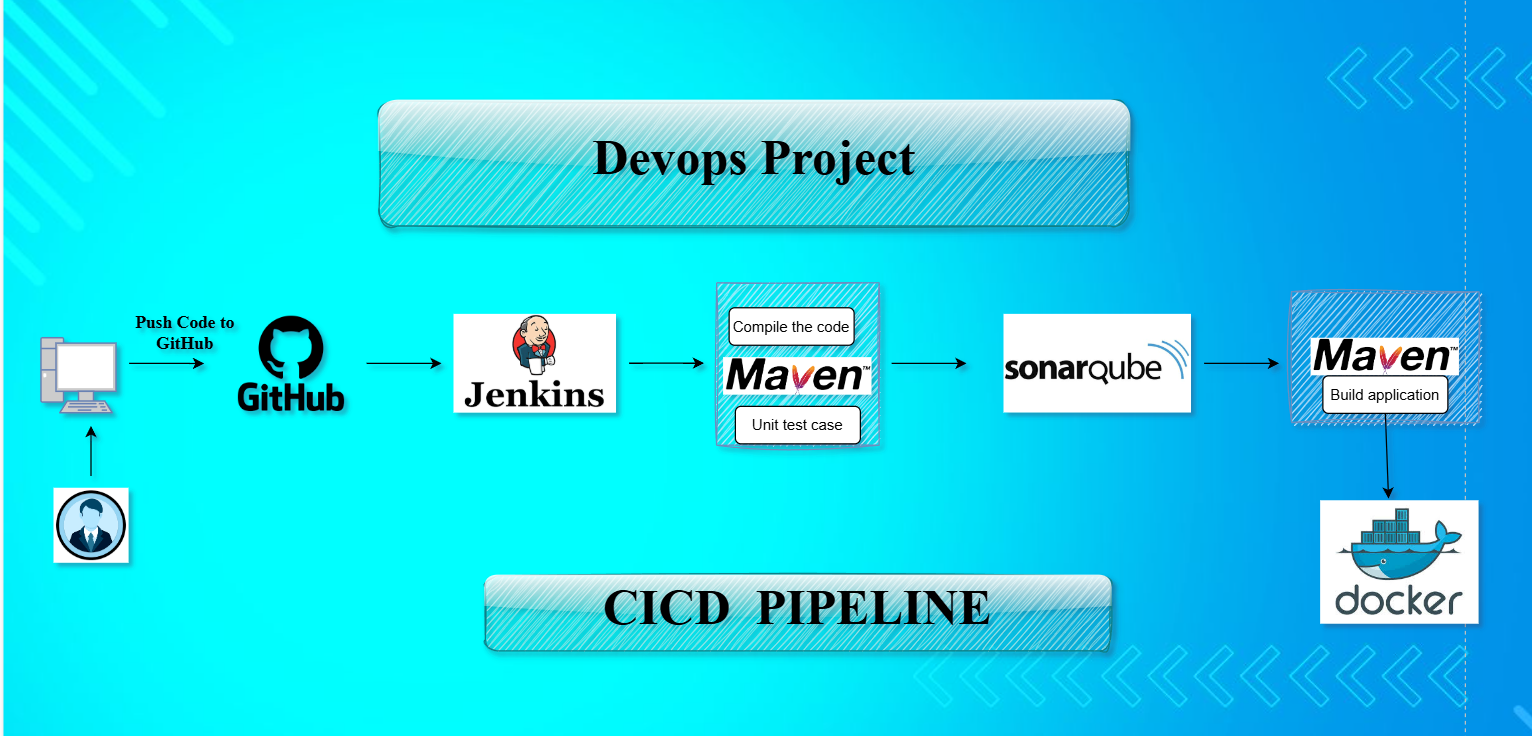 Devops Project
Push Code to
GitHub
GitHub
Jenkins
Compile the code
Maven™
Unit test case
sonarqube
Maven™
Build application
docker
CICD PIPELINE